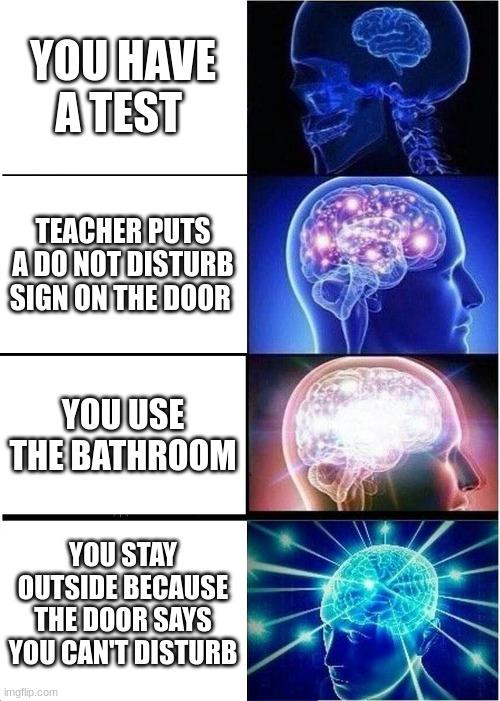 YOU HAVE
A TEST
TEACHER PUTS
A DO NOT DISTURB
SIGN ON THE DOOR
YOU USE
THE BATHROOM
YOU STAY
OUTSIDE BECAUSE
THE DOOR SAYS
YOU CAN'T DISTURB
imgflip.com